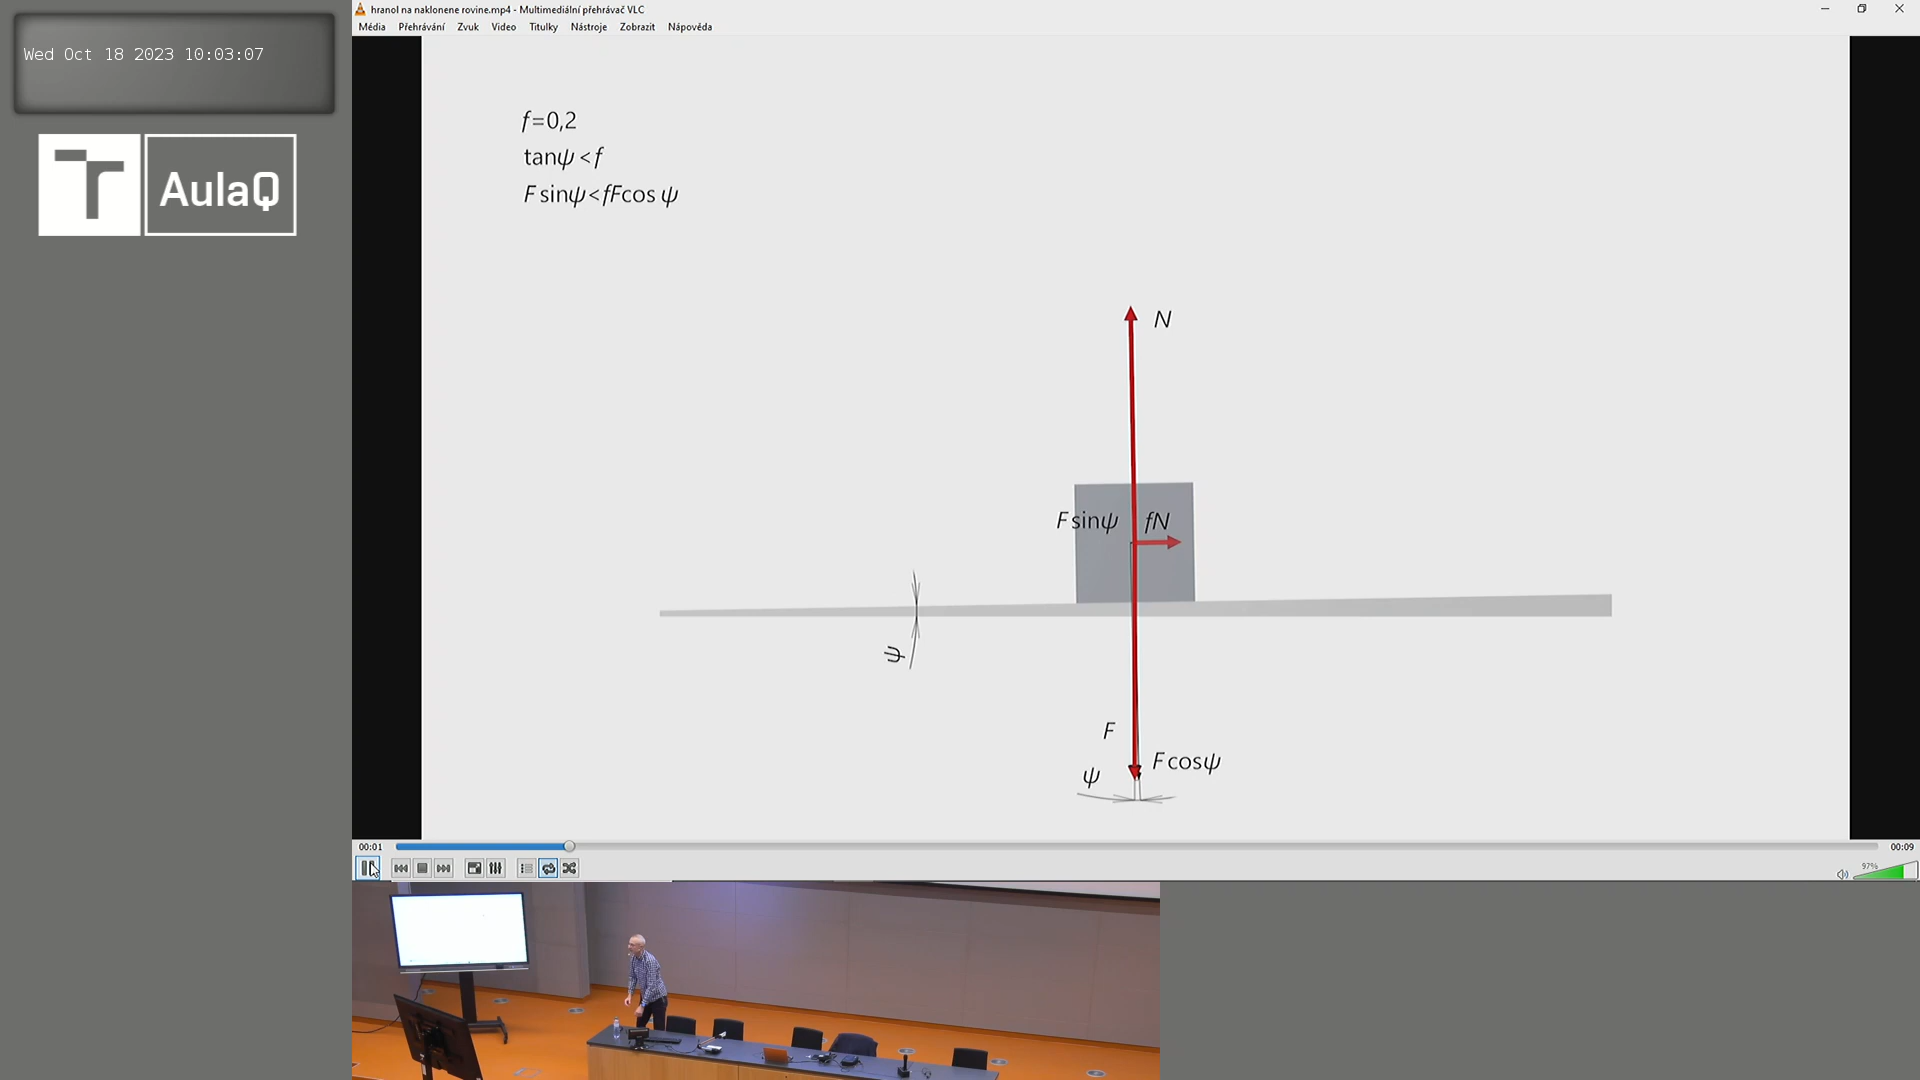 Wed Oct 18 2023 10:03:07
AulaQ
hranol na naklonene rovine.mp4 - Multimediální přehrávač VLC
Média Přehrávání Zvuk Video Titulky Nástroje Zobrazit Nápověda
f=0,2
tanψ<f
F sinψ<fFcos ψ
N
F sinψ fN
ψ
F
F cosψ
ψ
00:01 00:09
97%